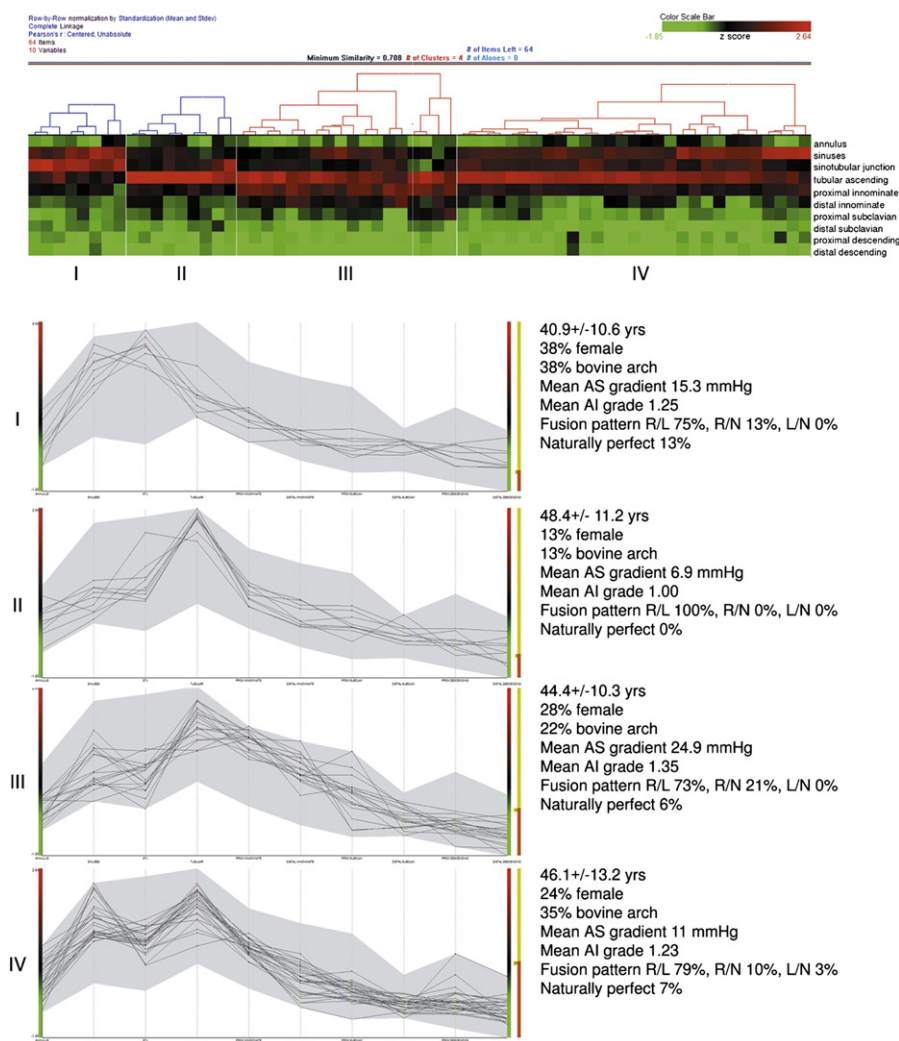 Row-by-Row normalization by Standardization (Mean and Stdev)
Complete Linkage
Pearson's r : Centered, Unabsolute
64 Items
10 Variables
Color Scale Bar
-1.85 z score 2.64
# of Items Left = 64
Minimum Similarity = 0.708 # of Clusters = 4 # of Alones = 0
annulus
sinuses
sinotubular junction
tubular ascending
proximal innominate
distal innominate
proximal subclavian
distal subclavian
proximal descending
distal descending
I II III IV
I
40.9+/-10.6 yrs
38% female
38% bovine arch
Mean AS gradient 15.3 mmHg
Mean AI grade 1.25
Fusion pattern R/L 75%, R/N 13%, L/N 0%
Naturally perfect 13%
II
48.4+/- 11.2 yrs
13% female
13% bovine arch
Mean AS gradient 6.9 mmHg
Mean AI grade 1.00
Fusion pattern R/L 100%, R/N 0%, L/N 0%
Naturally perfect 0%
III
44.4+/-10.3 yrs
28% female
22% bovine arch
Mean AS gradient 24.9 mmHg
Mean AI grade 1.35
Fusion pattern R/L 73%, R/N 21%, L/N 0%
Naturally perfect 6%
IV
46.1+/-13.2 yrs
24% female
35% bovine arch
Mean AS gradient 11 mmHg
Mean AI grade 1.23
Fusion pattern R/L 79%, R/N 10%, L/N 3%
Naturally perfect 7%